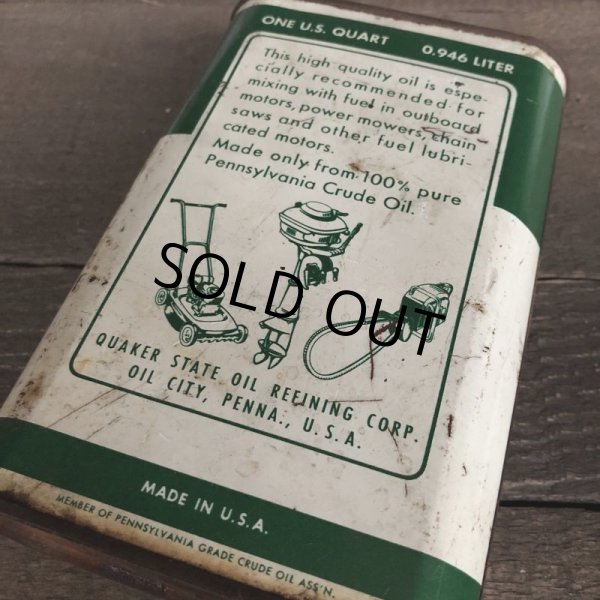 ONE U.S. QUART 0.946 LITER
This high quality oil is espe-
cially recommended for
mixing with fuel in outboard
motors, power mowers, chain
saws and other fuel lubri-
cated motors.
Made only from 100% pure
Pennsylvania Crude Oil.
SOLD OUT
QUAKER STATE OIL REFINING CORP.
OIL CITY, PENNA., U.S.A.
MADE IN U.S.A.
MEMBER OF PENNSYLVANIA GRADE CRUDE OIL ASS'N.